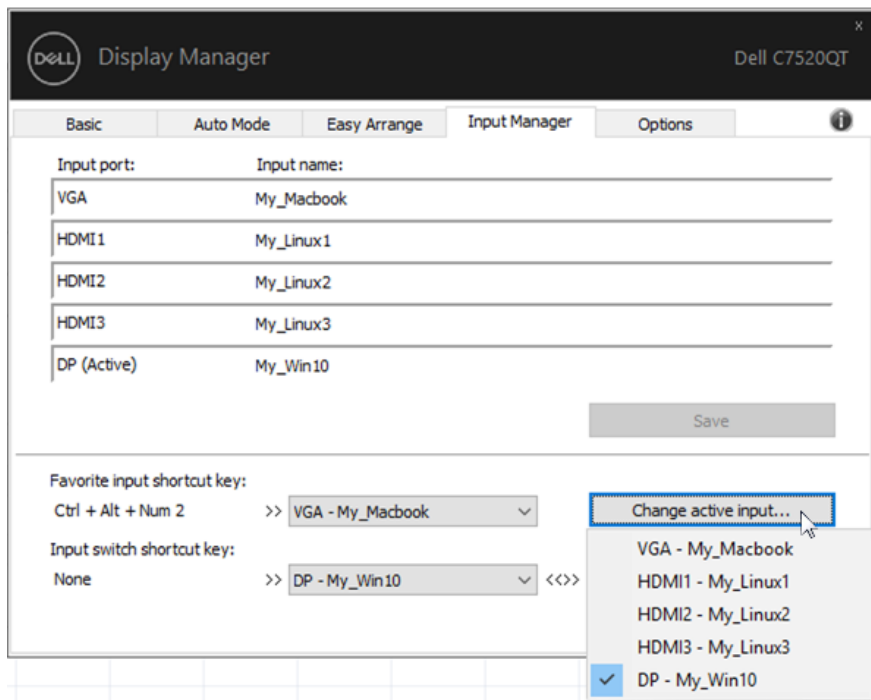 DELL Display Manager
x
Dell C7520QT
Basic Auto Mode Easy Arrange Input Manager Options
Input port: Input name:
VGA My_Macbook
HDMI1 My_Linux1
HDMI2 My_Linux2
HDMI3 My_Linux3
DP (Active) My_Win10
Save
Favorite input shortcut key:
Ctrl + Alt + Num 2 >> VGA - My_Macbook Change active input...
Input switch shortcut key:
None >> DP - My_Win10 <<>>
VGA - My_Macbook
HDMI1 - My_Linux1
HDMI2 - My_Linux2
HDMI3 - My_Linux3
DP - My_Win10